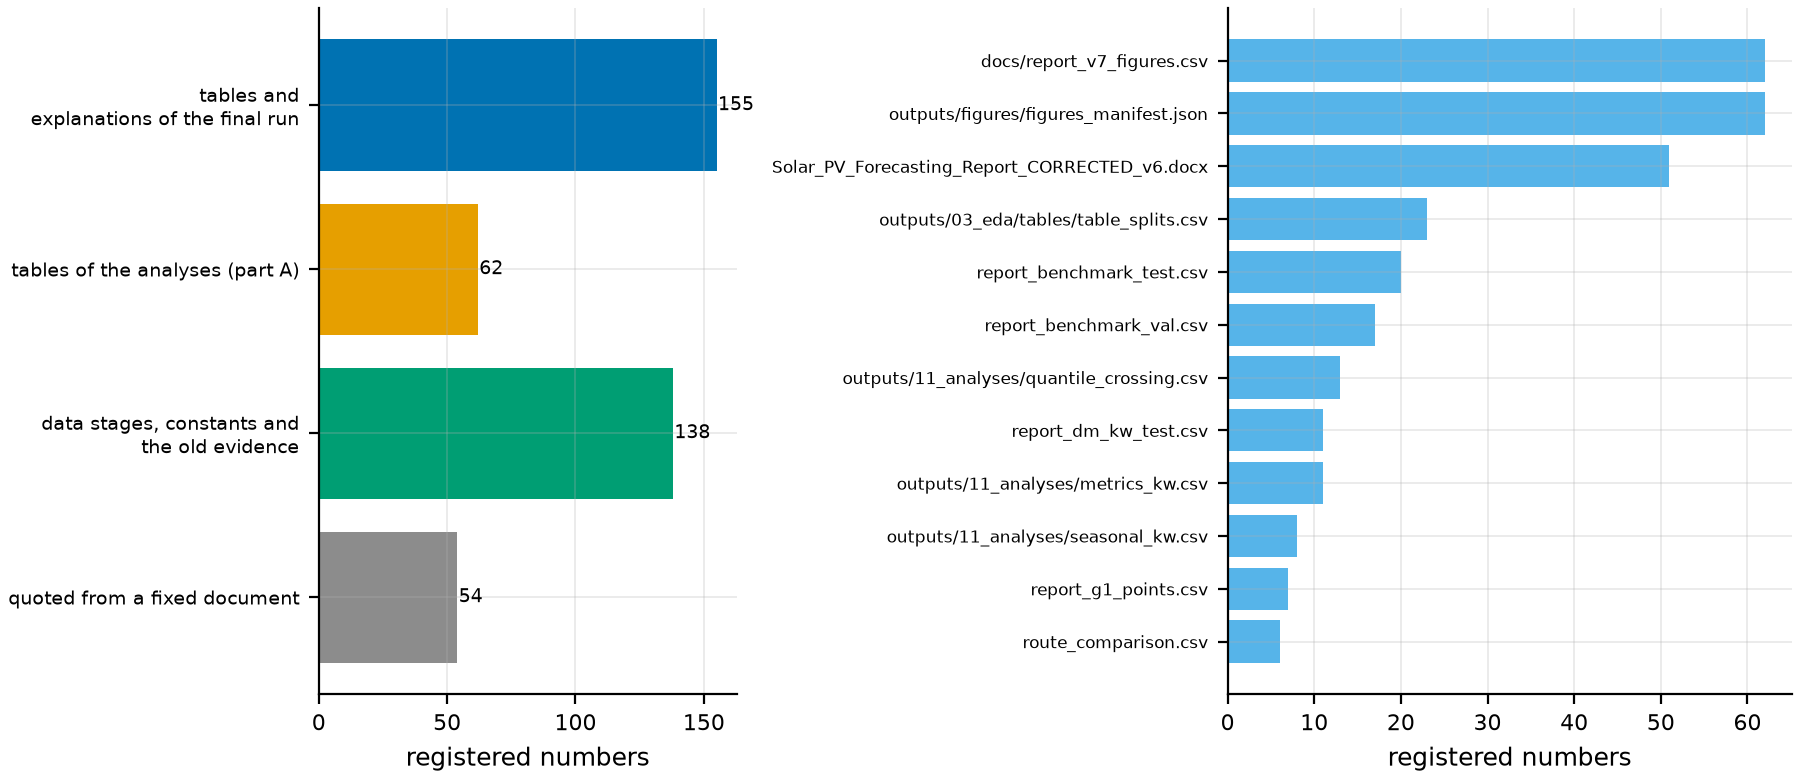 tables and
explanations of the final run
155
tables of the analyses (part A)
62
data stages, constants and
the old evidence
138
quoted from a fixed document
54
0 50 100 150
registered numbers
docs/report_v7_figures.csv
outputs/figures/figures_manifest.json
Solar_PV_Forecasting_Report_CORRECTED_v6.docx
outputs/03_eda/tables/table_splits.csv
report_benchmark_test.csv
report_benchmark_val.csv
outputs/11_analyses/quantile_crossing.csv
report_dm_kw_test.csv
outputs/11_analyses/metrics_kw.csv
outputs/11_analyses/seasonal_kw.csv
report_g1_points.csv
route_comparison.csv
0 10 20 30 40 50 60
registered numbers